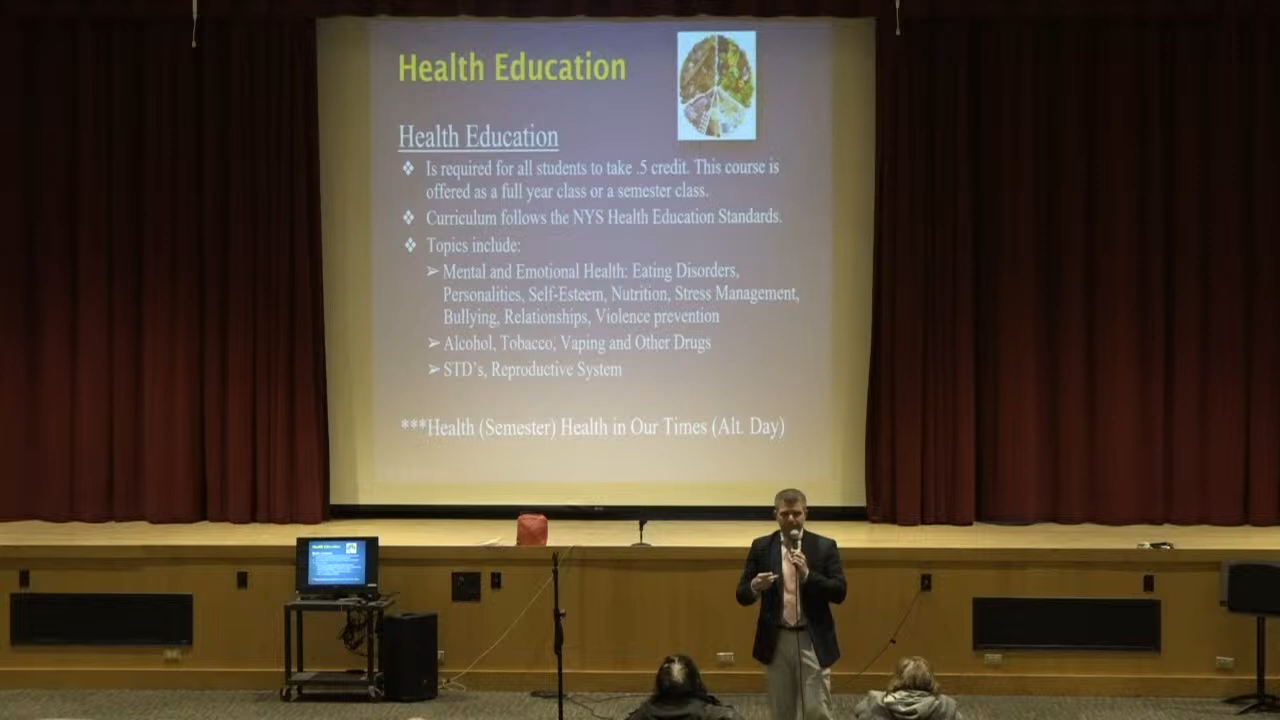 Health Education
Health Education
❖ Is required for all students to take .5 credit. This course is
offered as a full year class or a semester class.
❖ Curriculum follows the NYS Health Education Standards.
❖ Topics include:
➢ Mental and Emotional Health: Eating Disorders,
Personalities, Self-Esteem, Nutrition, Stress Management,
Bullying, Relationships, Violence prevention
➢ Alcohol, Tobacco, Vaping and Other Drugs
➢ STD's, Reproductive System
***Health (Semester) Health in Our Times (Alt. Day)
Health Education